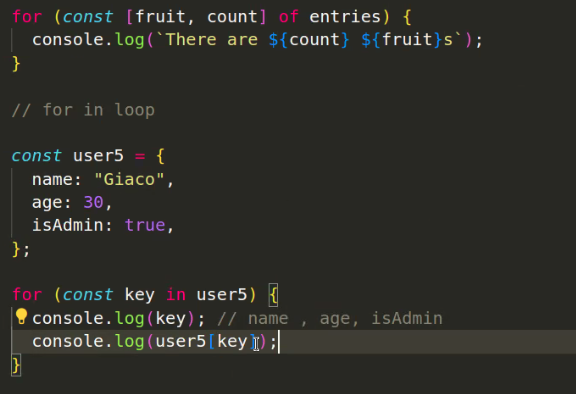 for (const [fruit, count] of entries) {
  console.log(`There are ${count} ${fruit}s`);
}
// for in loop
const user5 = {
  name: "Giaco",
  age: 30,
  isAdmin: true,
};
for (const key in user5) {
  console.log(key); // name , age, isAdmin
  console.log(user5[key]);
}